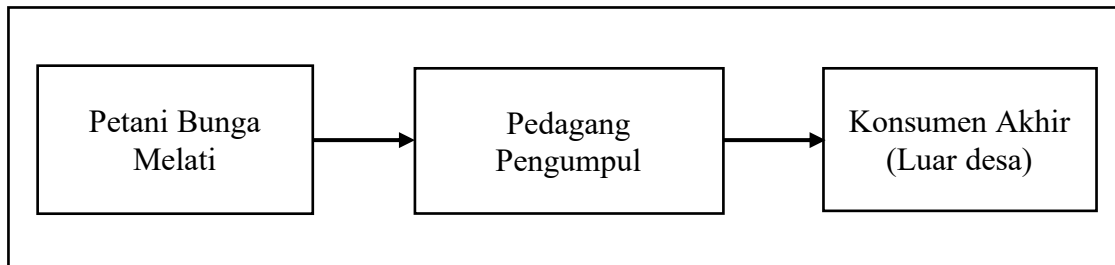 Petani Bunga
Melati
Pedagang
Pengumpul
Konsumen Akhir
(Luar desa)